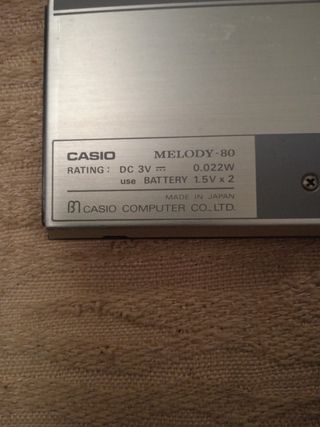 CASIO MELODY-80
RATING: DC 3V ⎓ 0.022W
use BATTERY 1.5V x 2
MADE IN JAPAN
CASIO COMPUTER CO., LTD.